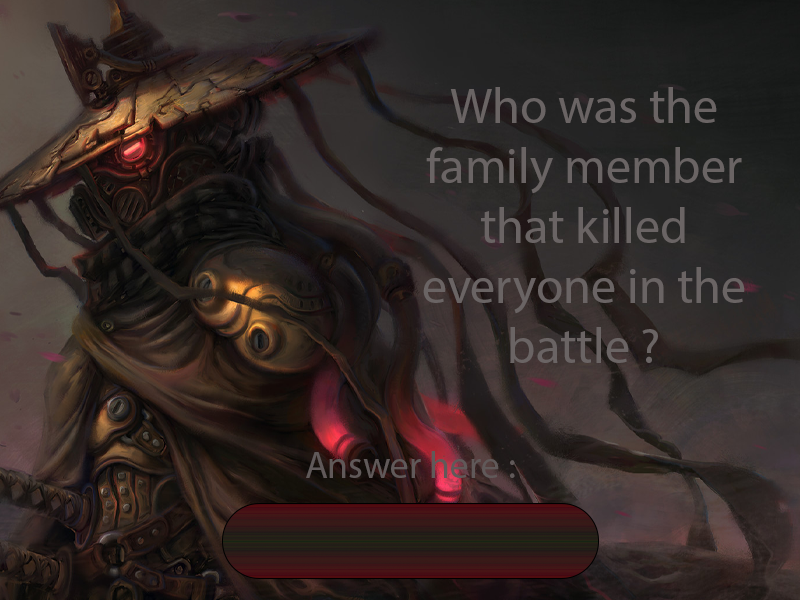 Who was the
family member
that killed
everyone in the
battle ?
Answer here :